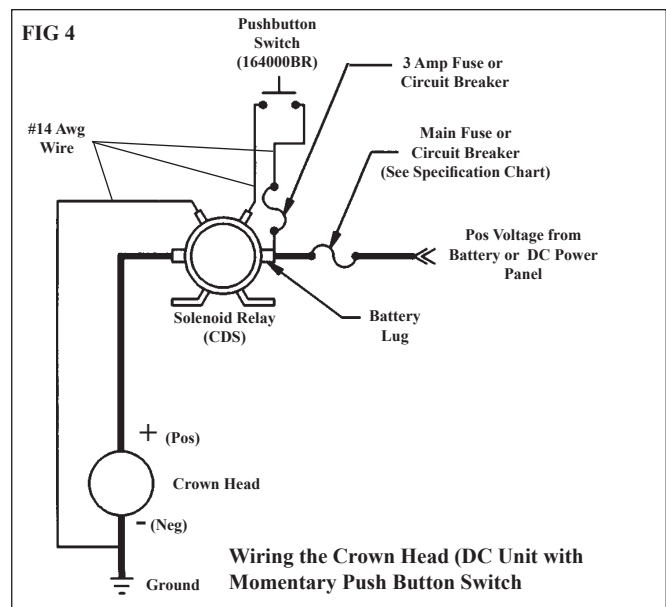 FIG 4
Pushbutton
Switch
(164000BR)
3 Amp Fuse or
Circuit Breaker
#14 Awg
Wire
Main Fuse or
Circuit Breaker
(See Specification Chart)
Pos Voltage from
Battery or DC Power
Panel
Solenoid Relay
(CDS)
Battery
Lug
+ (Pos)
Crown Head
- (Neg)
Ground
Wiring the Crown Head (DC Unit with
Momentary Push Button Switch